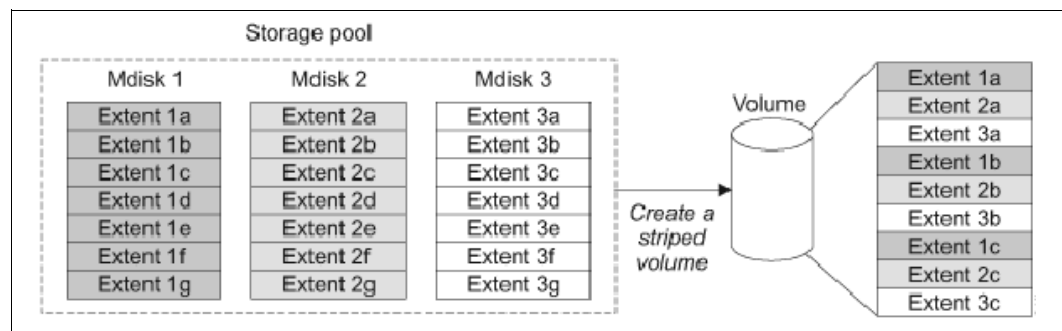 Storage pool
Mdisk 1
Mdisk 2
Mdisk 3
Extent 1a
Extent 1b
Extent 1c
Extent 1d
Extent 1e
Extent 1f
Extent 1g
Extent 2a
Extent 2b
Extent 2c
Extent 2d
Extent 2e
Extent 2f
Extent 2g
Extent 3a
Extent 3b
Extent 3c
Extent 3d
Extent 3e
Extent 3f
Extent 3g
Create a
striped
volume
Volume
Extent 1a
Extent 2a
Extent 3a
Extent 1b
Extent 2b
Extent 3b
Extent 1c
Extent 2c
Extent 3c